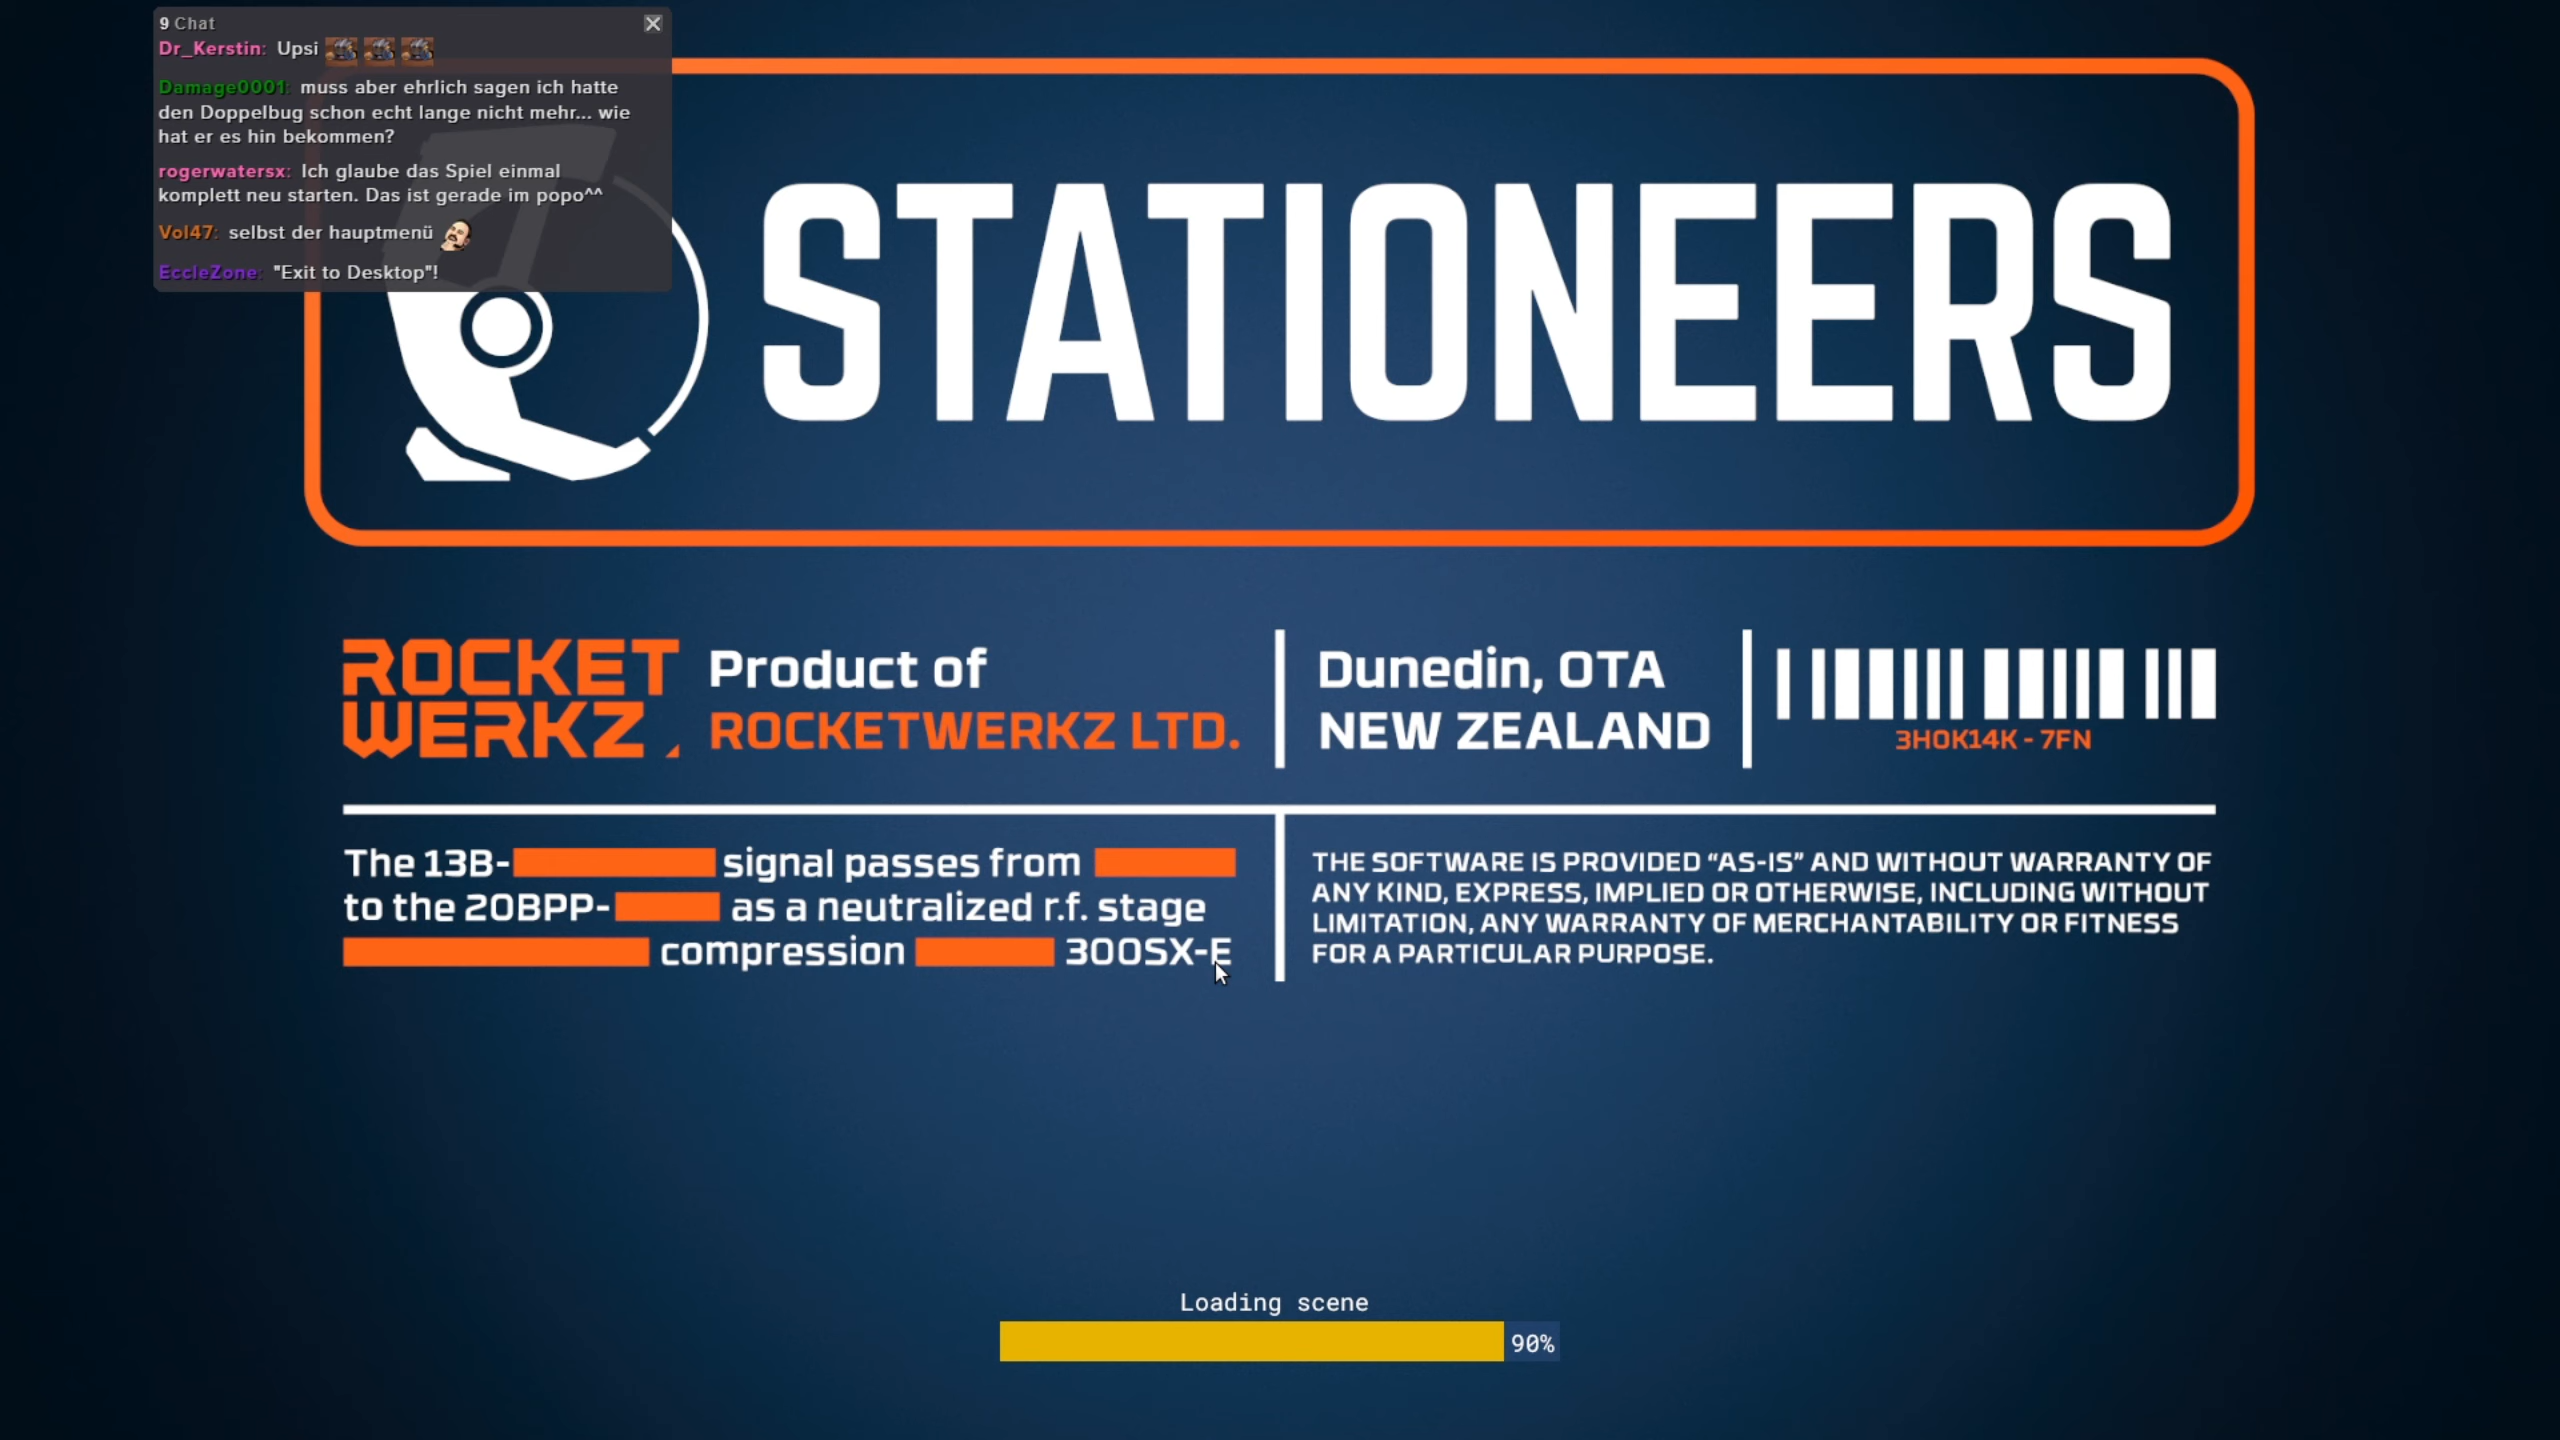 9 Chat
Dr_Kerstin: Upsi
Damage0001: muss aber ehrlich sagen ich hatte
den Doppelbug schon echt lange nicht mehr... wie
hat er es hin bekommen?
rogerwatersx: Ich glaube das Spiel einmal
komplett neu starten. Das ist gerade im popo^^
Vol47: selbst der hauptmenü
EccleZone: "Exit to Desktop"!
STATIONEERS
ROCKET
WERKZ
Product of
ROCKETWERKZ LTD.
Dunedin, OTA
NEW ZEALAND
3HOK14K - 7FN
The 13B- signal passes from
to the 20BPP- as a neutralized r.f. stage
compression 300SX-E
THE SOFTWARE IS PROVIDED “AS-IS” AND WITHOUT WARRANTY OF
ANY KIND, EXPRESS, IMPLIED OR OTHERWISE, INCLUDING WITHOUT
LIMITATION, ANY WARRANTY OF MERCHANTABILITY OR FITNESS
FOR A PARTICULAR PURPOSE.
Loading scene
90%